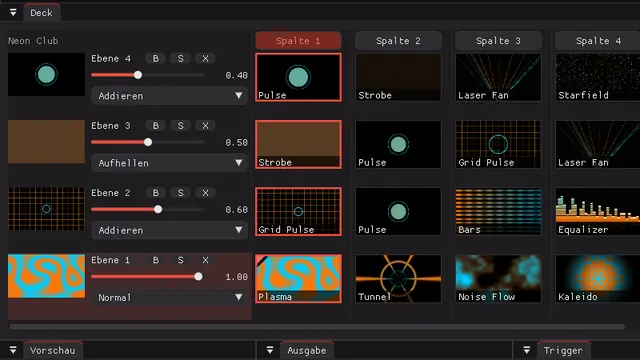 Deck
Neon Club
Spalte 1 Spalte 2 Spalte 3 Spalte 4
Ebene 4 B S X
0.40
Addieren
Pulse Strobe Laser Fan Starfield
Ebene 3 B S X
0.50
Aufhellen
Strobe Pulse Grid Pulse Laser Fan
Ebene 2 B S X
0.60
Addieren
Grid Pulse Pulse Bars Equalizer
Ebene 1 B S X
1.00
Normal
Plasma Tunnel Noise Flow Kaleido
Vorschau Ausgabe Trigger